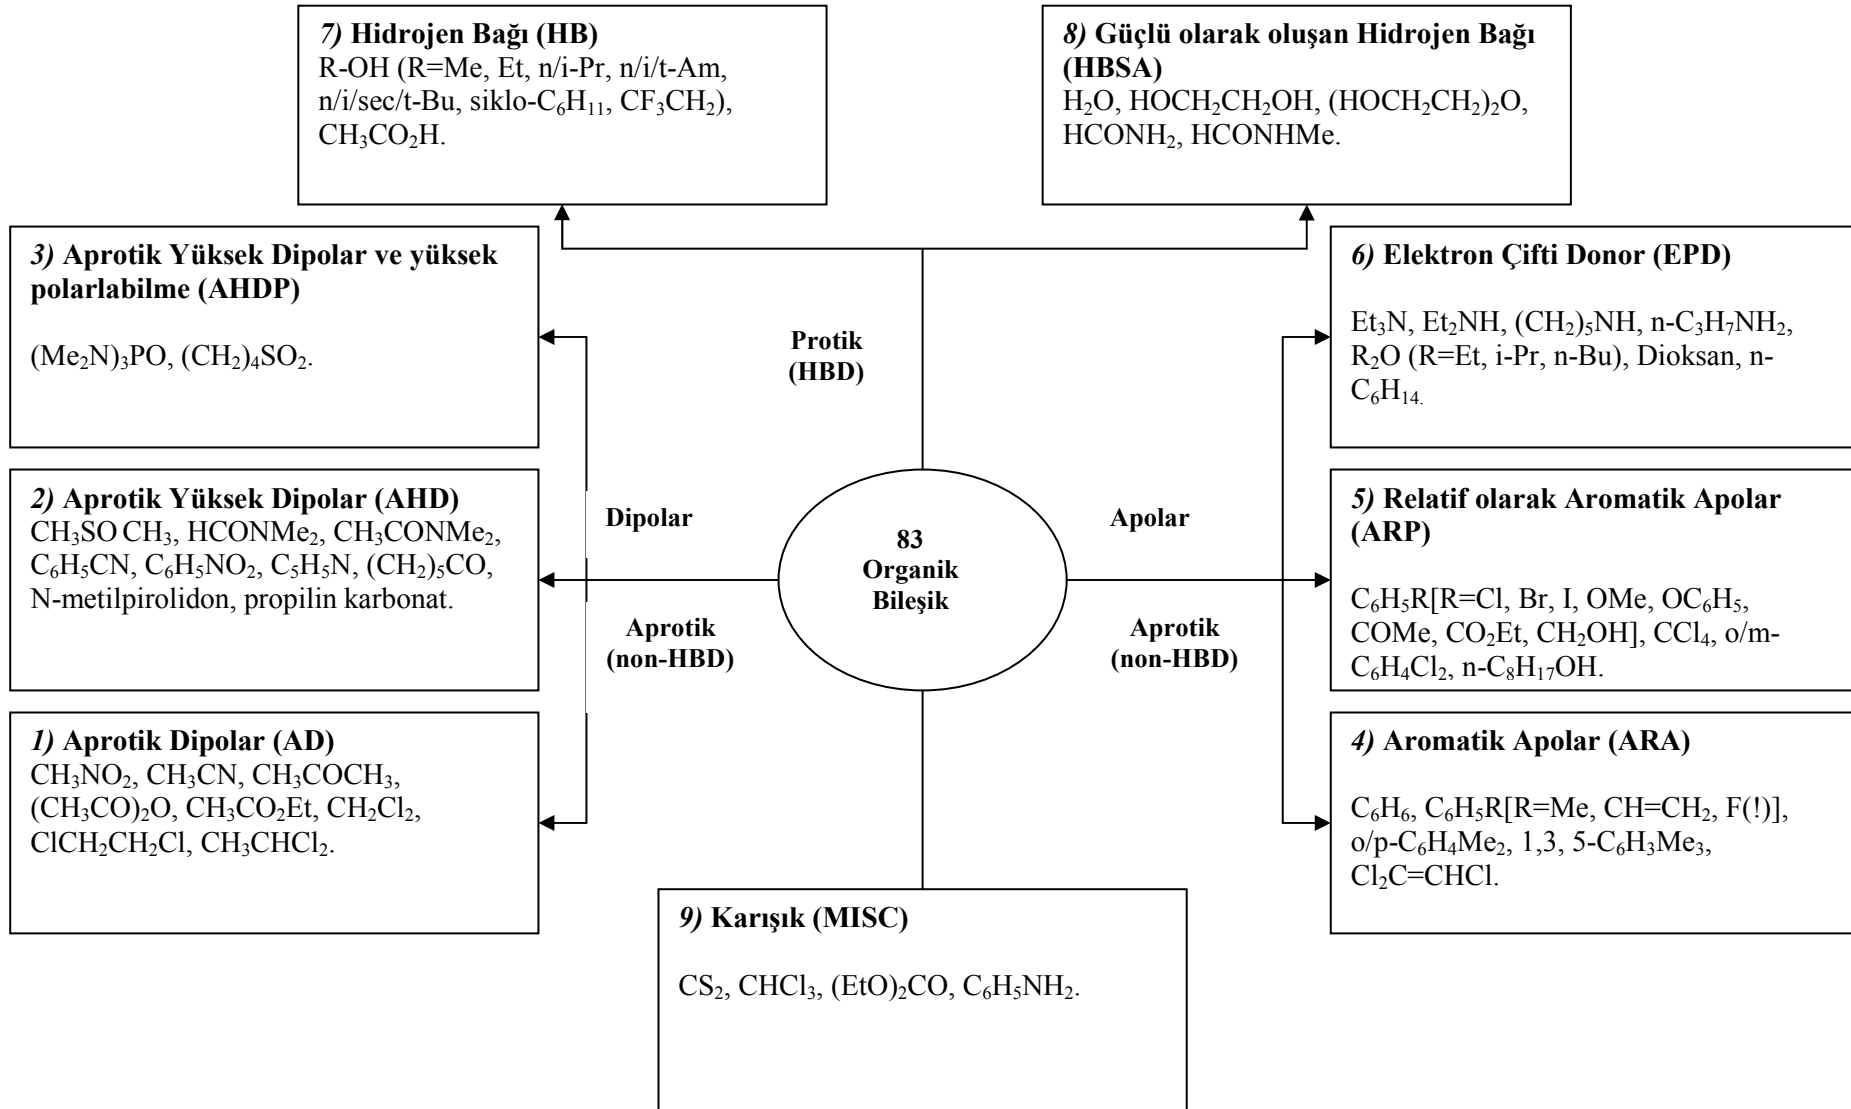 7) Hidrojen Bağı (HB)
R-OH (R=Me, Et, n/i-Pr, n/i/t-Am,
n/i/sec/t-Bu, siklo-C₆H₁₁, CF₃CH₂),
CH₃CO₂H.
8) Güçlü olarak oluşan Hidrojen Bağı
(HBSA)
H₂O, HOCH₂CH₂OH, (HOCH₂CH₂)₂O,
HCONH₂, HCONHMe.
3) Aprotik Yüksek Dipolar ve yüksek
polarlabilme (AHDP)
(Me₂N)₃PO, (CH₂)₄SO₂.
Protik
(HBD)
6) Elektron Çifti Donor (EPD)
Et₃N, Et₂NH, (CH₂)₅NH, n-C₃H₇NH₂,
R₂O (R=Et, i-Pr, n-Bu), Dioksan, n-
C₆H₁₄.
2) Aprotik Yüksek Dipolar (AHD)
CH₃SO CH₃, HCONMe₂, CH₃CONMe₂,
C₆H₅CN, C₆H₅NO₂, C₅H₅N, (CH₂)₅CO,
N-metilpirolidon, propilin karbonat.
Dipolar
Aprotik
(non-HBD)
83
Organik
Bileşik
Apolar
Aprotik
(non-HBD)
5) Relatif olarak Aromatik Apolar
(ARP)
C₆H₅R[R=Cl, Br, I, OMe, OC₆H₅,
COMe, CO₂Et, CH₂OH], CCl₄, o/m-
C₆H₄Cl₂, n-C₈H₁₇OH.
1) Aprotik Dipolar (AD)
CH₃NO₂, CH₃CN, CH₃COCH₃,
(CH₃CO)₂O, CH₃CO₂Et, CH₂Cl₂,
ClCH₂CH₂Cl, CH₃CHCl₂.
4) Aromatik Apolar (ARA)
C₆H₆, C₆H₅R[R=Me, CH=CH₂, F(!)],
o/p-C₆H₄Me₂, 1,3, 5-C₆H₃Me₃,
Cl₂C=CHCl.
9) Karışık (MISC)
CS₂, CHCl₃, (EtO)₂CO, C₆H₅NH₂.